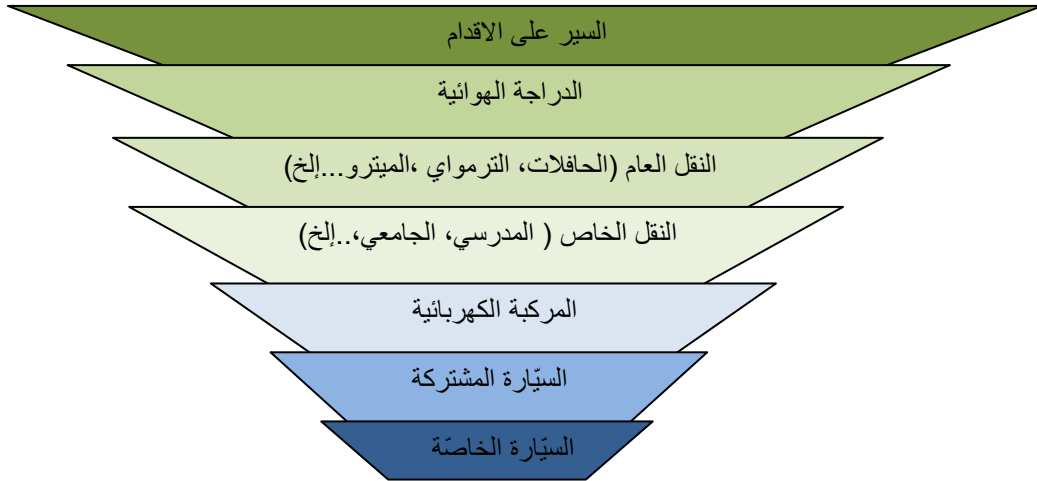 السير على الاقدام
الدراجة الهوائية
النقل العام (الحافلات، الترمواي ،الميترو...إلخ)
النقل الخاص ( المدرسي، الجامعي،..إلخ)
المركبة الكهربائية
السيّارة المشتركة
السيّارة الخاصّة